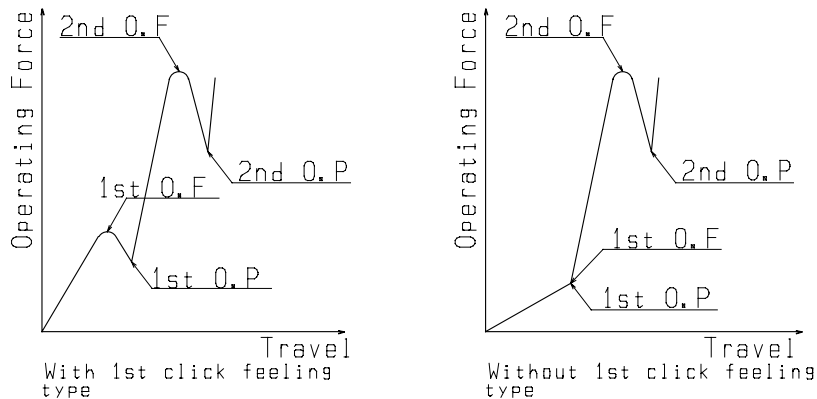 Operating Force
2nd O.F
2nd O.P
1st O.F
1st O.P
Travel
With 1st click feeling
type
Operating Force
2nd O.F
2nd O.P
1st O.F
1st O.P
Travel
Without 1st click feeling
type